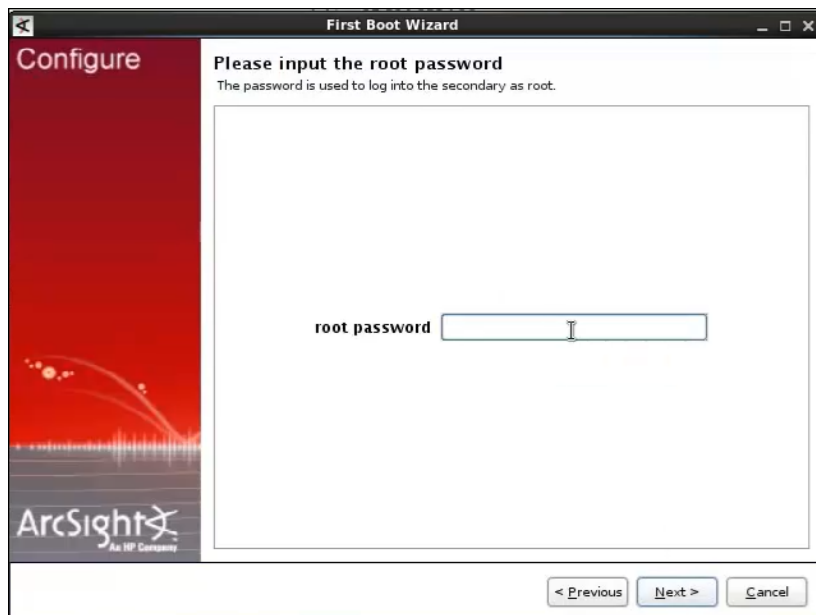 First Boot Wizard
Configure
Please input the root password
The password is used to log into the secondary as root.
root password
ArcSight
An HP Company
< Previous
Next >
Cancel